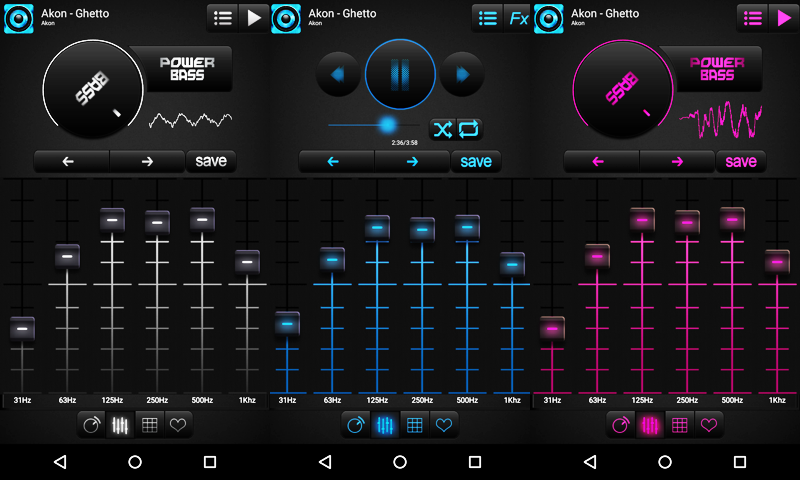 Akon - Ghetto
Akon
POWER
BASS
BASS
save
31Hz 63Hz 125Hz 250Hz 500Hz 1Khz
Akon - Ghetto
Akon
Fx
2:36/3:58
save
31Hz 63Hz 125Hz 250Hz 500Hz 1Khz
Akon - Ghetto
Akon
POWER
BASS
BASS
save
31Hz 63Hz 125Hz 250Hz 500Hz 1Khz